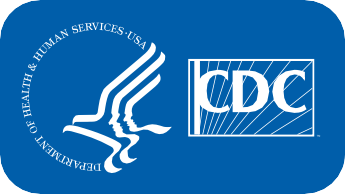 DEPARTMENT OF HEALTH & HUMAN SERVICES·USA
CDC